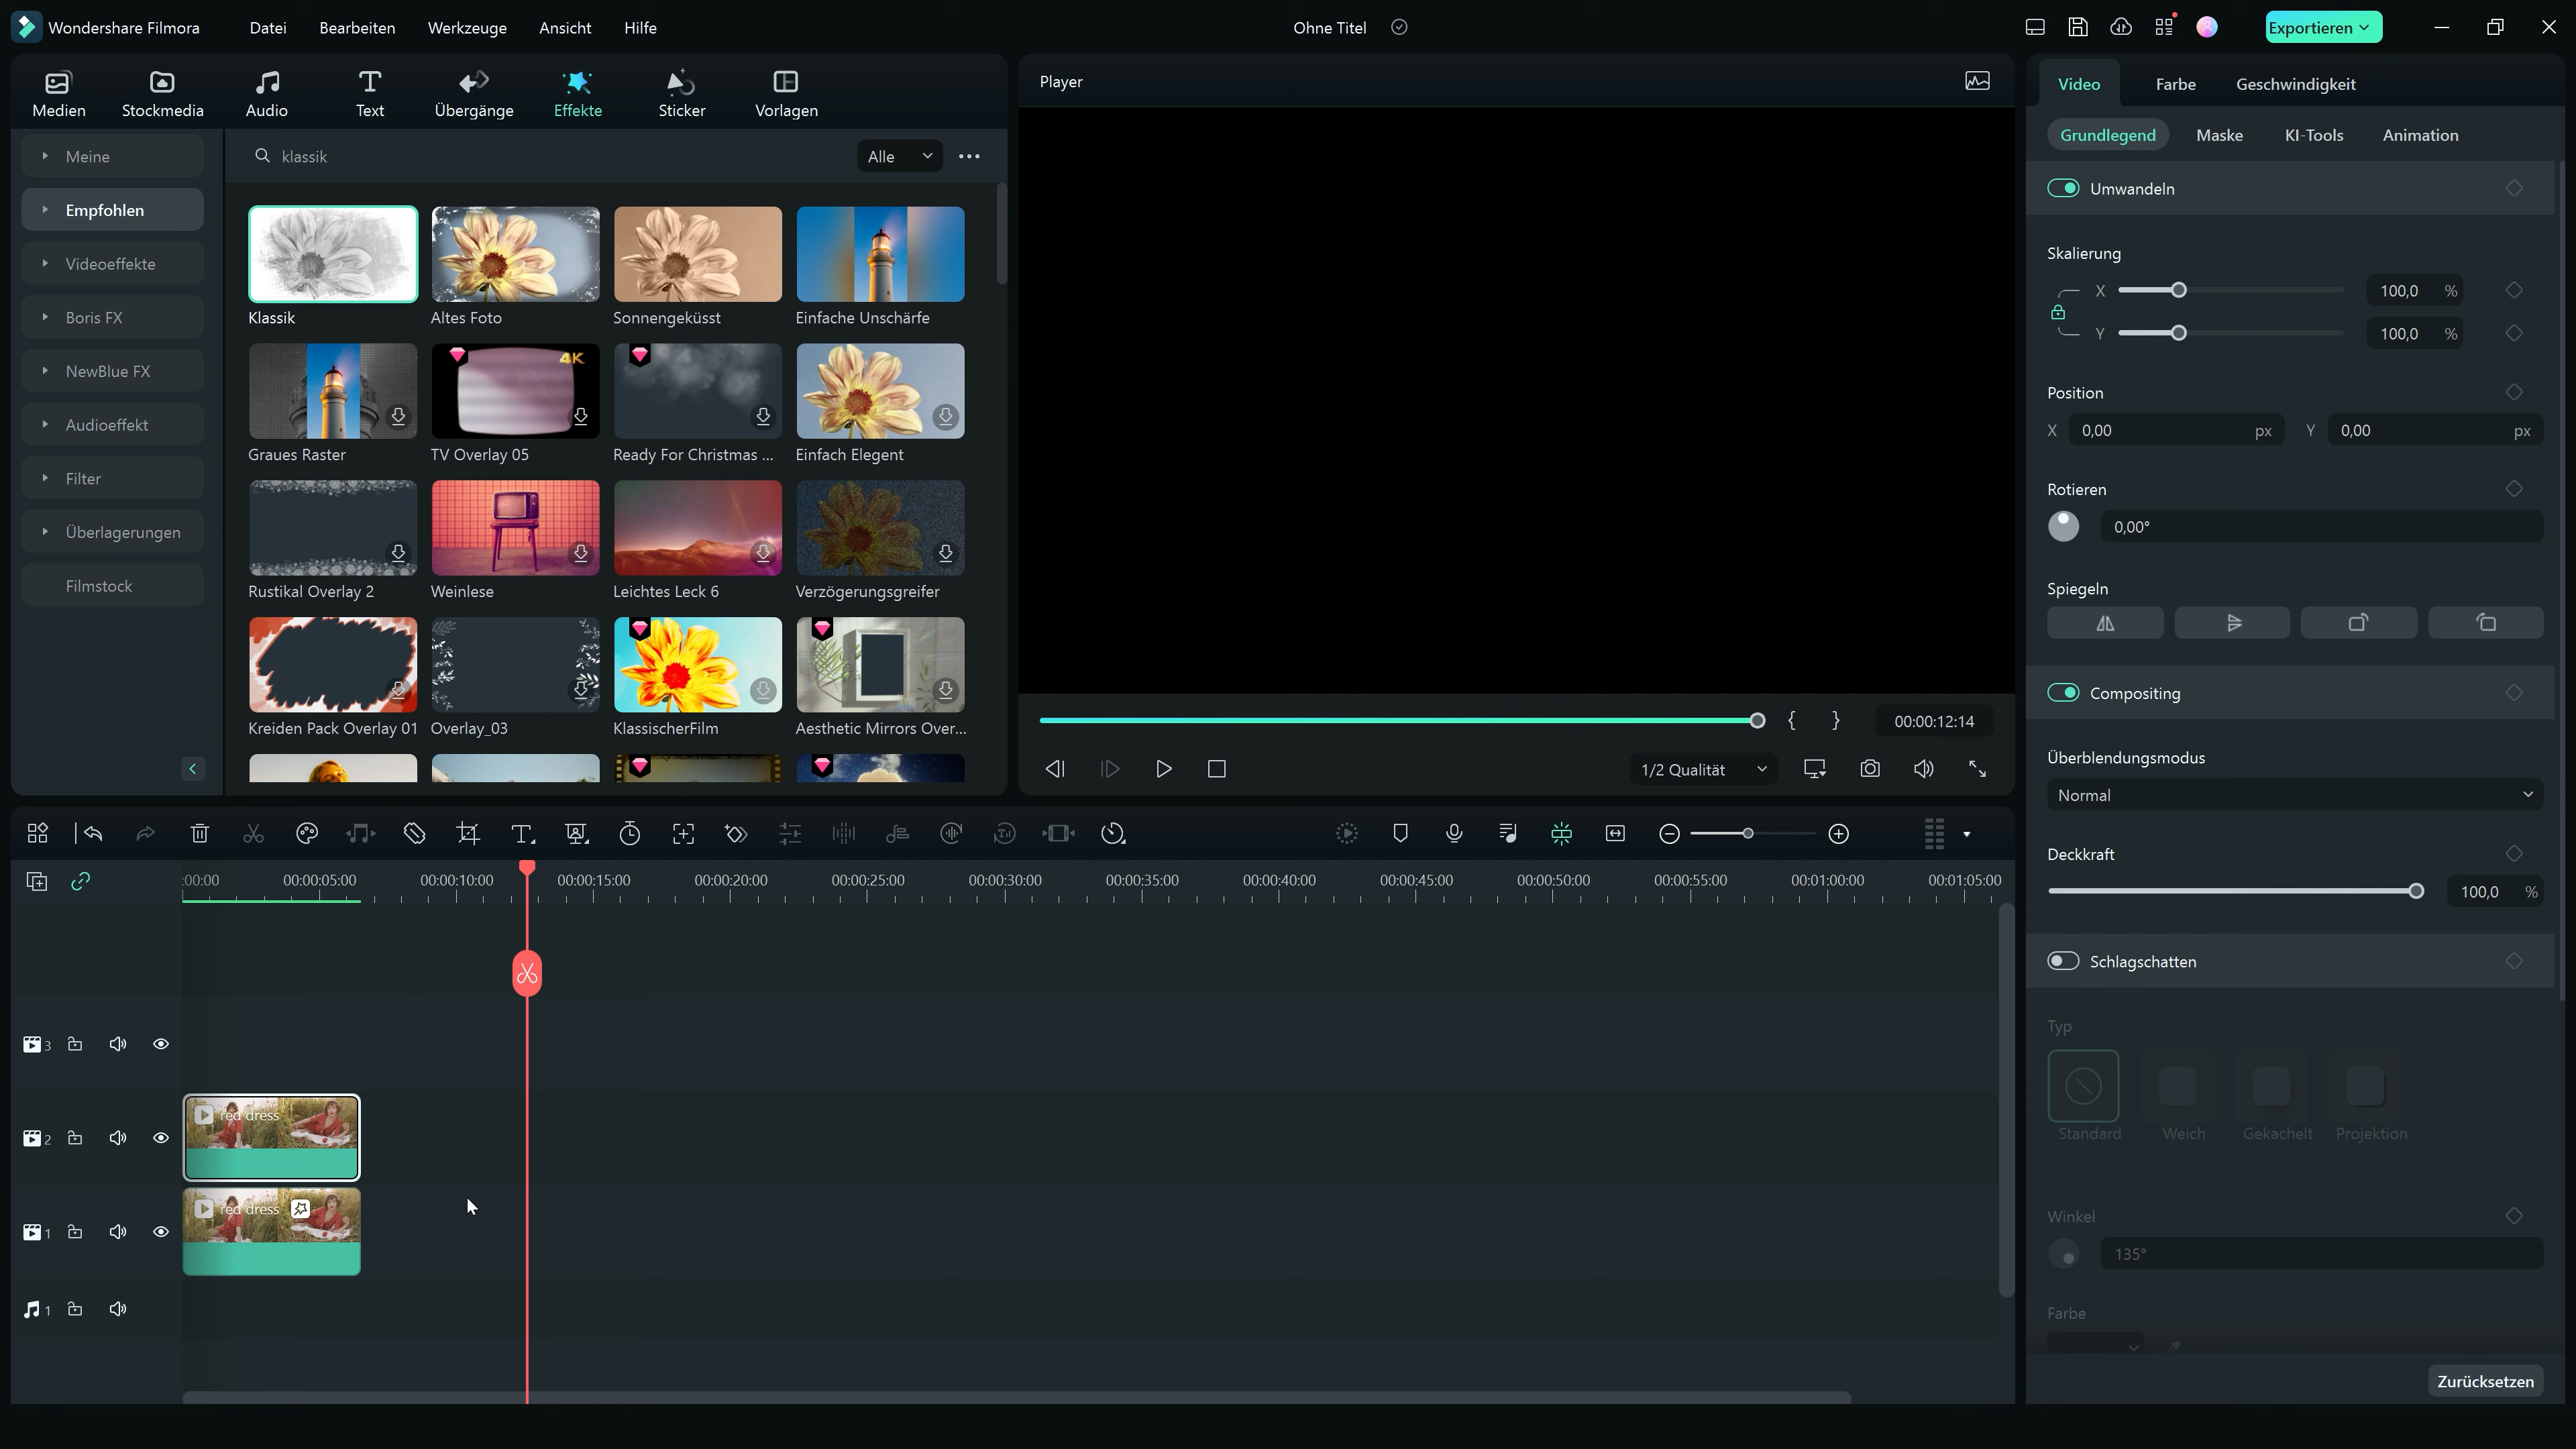 Wondershare Filmora
Datei
Bearbeiten
Werkzeuge
Ansicht
Hilfe
Ohne Titel
Exportieren
Medien
Stockmedia
Audio
Text
Übergänge
Effekte
Sticker
Vorlagen
Meine
Empfohlen
Videoeffekte
Boris FX
NewBlue FX
Audioeffekt
Filter
Überlagerungen
Filmstock
klassik
Alle
Klassik
Altes Foto
Sonnengeküsst
Einfache Unschärfe
4K
Graues Raster
TV Overlay 05
Ready For Christmas ...
Einfach Elegent
Rustikal Overlay 2
Weinlese
Leichtes Leck 6
Verzögerungsgreifer
Kreiden Pack Overlay 01
Overlay_03
KlassischerFilm
Aesthetic Mirrors Over...
Player
00:00:12:14
1/2 Qualität
Video
Farbe
Geschwindigkeit
Grundlegend
Maske
KI-Tools
Animation
Umwandeln
Skalierung
X 100,0 %
Y 100,0 %
Position
X 0,00 px Y 0,00 px
Rotieren
0,00°
Spiegeln
Compositing
Überblendungsmodus
Normal
Deckkraft
100,0 %
Schlagschatten
Typ
Standard
Weich
Gekachelt
Projektion
Winkel
135°
Farbe
Zurücksetzen
:00:00
00:00:05:00
00:00:10:00
00:00:15:00
00:00:20:00
00:00:25:00
00:00:30:00
00:00:35:00
00:00:40:00
00:00:45:00
00:00:50:00
00:00:55:00
00:01:00:00
00:01:05:00
3
2
red dress
1
red dress
1